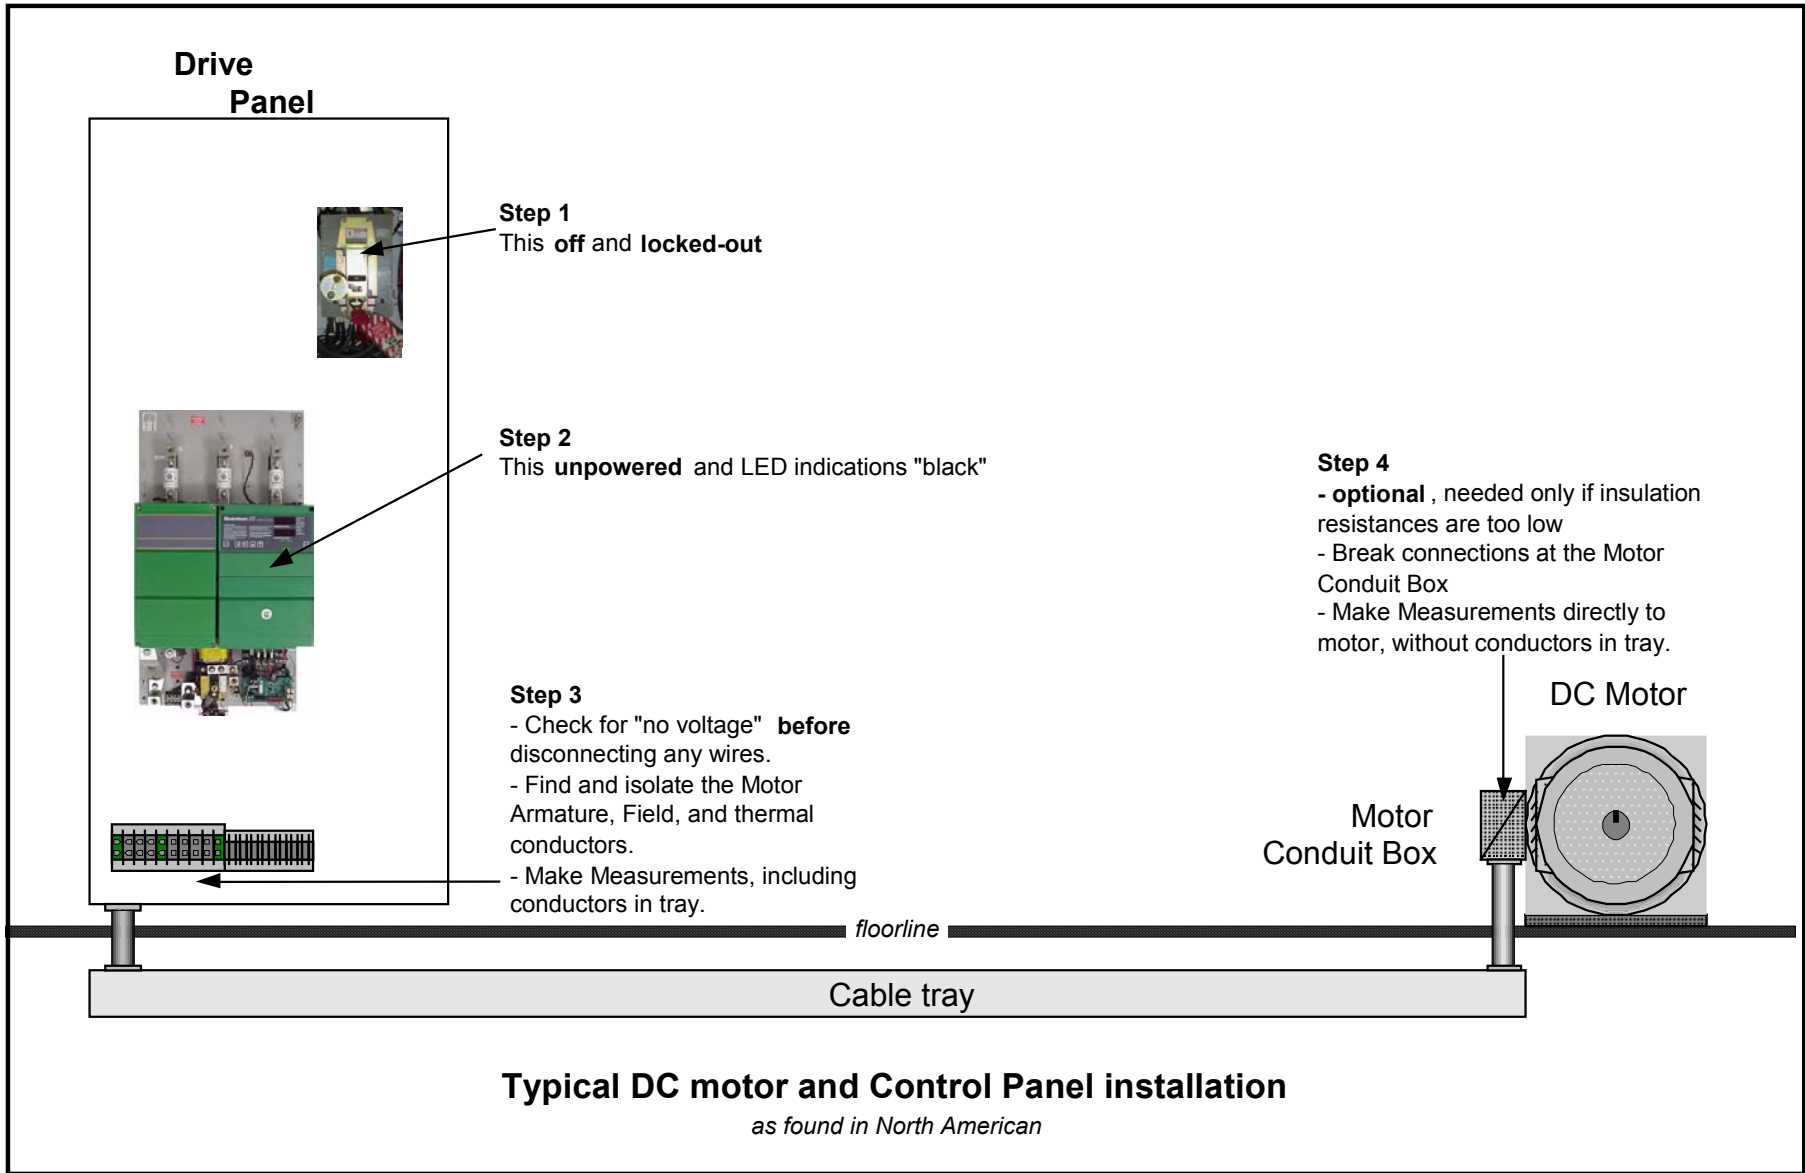 Drive
Panel
Step 1
This off and locked-out
Step 2
This unpowered and LED indications "black"
Step 3
- Check for "no voltage" before
disconnecting any wires.
- Find and isolate the Motor
Armature, Field, and thermal
conductors.
- Make Measurements, including
conductors in tray.
Step 4
- optional , needed only if insulation
resistances are too low
- Break connections at the Motor
Conduit Box
- Make Measurements directly to
motor, without conductors in tray.
DC Motor
Motor
Conduit Box
floorline
Cable tray
Typical DC motor and Control Panel installation
as found in North American